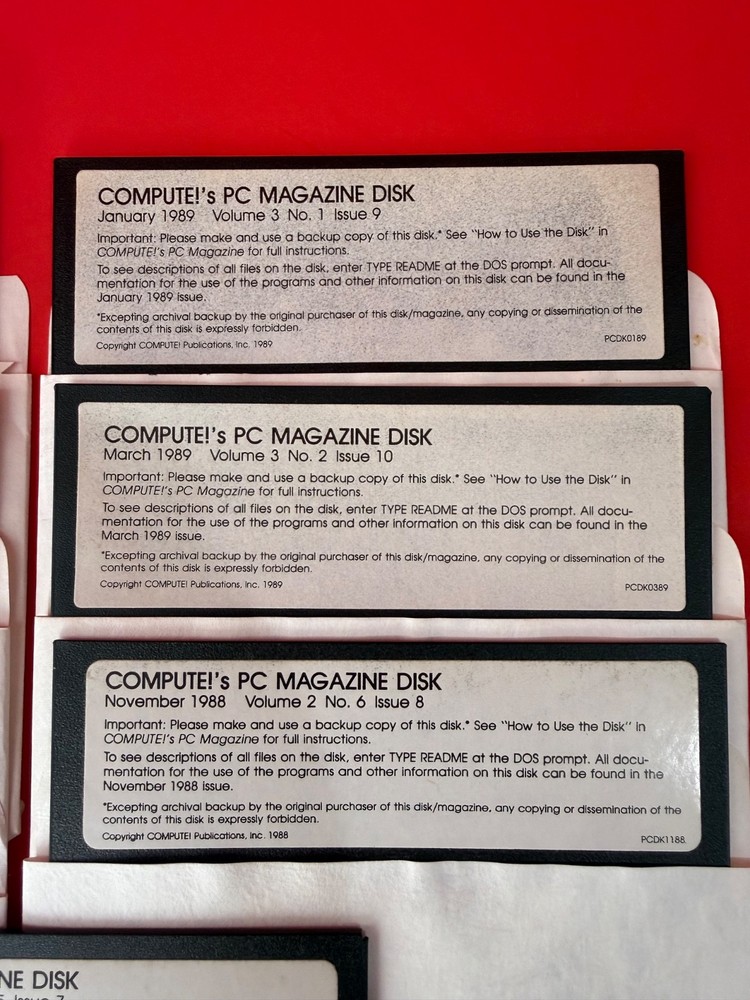 COMPUTE!'s PC MAGAZINE DISK
January 1989 Volume 3 No. 1 Issue 9
Important: Please make and use a backup copy of this disk.* See "How to Use the Disk" in
COMPUTE!'s PC Magazine for full instructions.
To see descriptions of all files on the disk, enter TYPE README at the DOS prompt. All docu-
mentation for the use of the programs and other information on this disk can be found in the
January 1989 issue.
*Excepting archival backup by the original purchaser of this disk/magazine, any copying or dissemination of the
contents of this disk is expressly forbidden.
Copyright COMPUTE! Publications, Inc. 1989 PCDK0189
COMPUTE!'s PC MAGAZINE DISK
March 1989 Volume 3 No. 2 Issue 10
Important: Please make and use a backup copy of this disk.* See "How to Use the Disk" in
COMPUTE!'s PC Magazine for full instructions.
To see descriptions of all files on the disk, enter TYPE README at the DOS prompt. All docu-
mentation for the use of the programs and other information on this disk can be found in the
March 1989 issue.
*Excepting archival backup by the original purchaser of this disk/magazine, any copying or dissemination of the
contents of this disk is expressly forbidden.
Copyright COMPUTE! Publications, Inc. 1989 PCDK0389
COMPUTE!'s PC MAGAZINE DISK
November 1988 Volume 2 No. 6 Issue 8
Important: Please make and use a backup copy of this disk.* See "How to Use the Disk" in
COMPUTE!'s PC Magazine for full instructions.
To see descriptions of all files on the disk, enter TYPE README at the DOS prompt. All docu-
mentation for the use of the programs and other information on this disk can be found in the
November 1988 issue.
*Excepting archival backup by the original purchaser of this disk/magazine, any copying or dissemination of the
contents of this disk is expressly forbidden.
Copyright COMPUTE! Publications, Inc. 1988 PCDK1188.
NE DISK